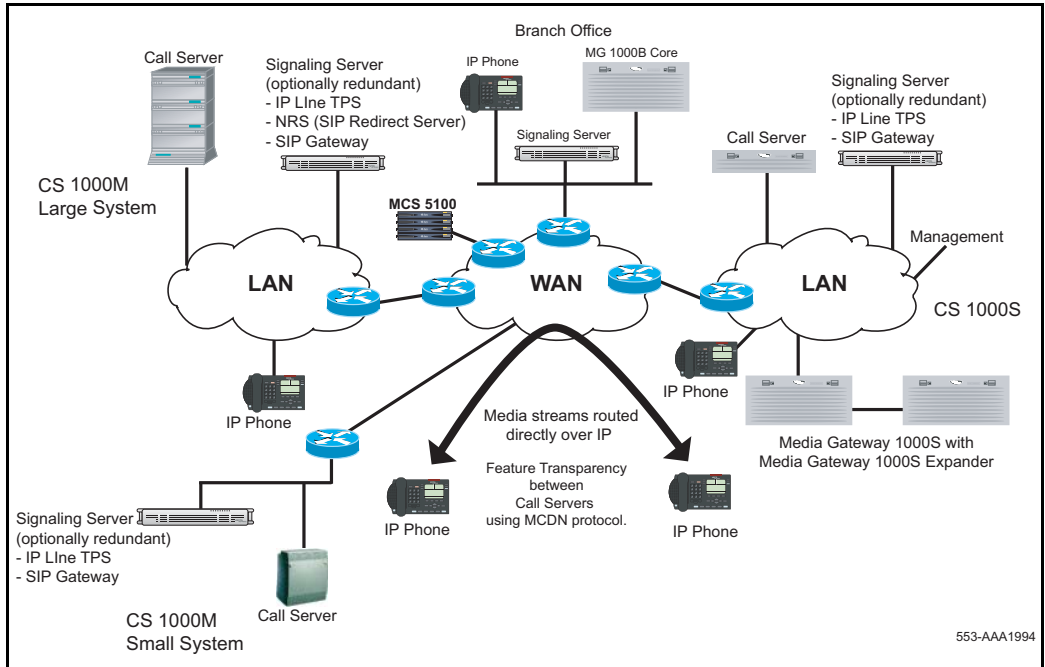 Branch Office
Call Server
Signaling Server
(optionally redundant)
- IP LIne TPS
- NRS (SIP Redirect Server)
- SIP Gateway
IP Phone
MG 1000B Core
Signaling Server
Signaling Server
(optionally redundant)
- IP Line TPS
- SIP Gateway
Call Server
CS 1000M
Large System
MCS 5100
Management
LAN
WAN
LAN
CS 1000S
IP Phone
IP Phone
Media streams routed
directly over IP
Media Gateway 1000S with
Media Gateway 1000S Expander
Feature Transparency
between
Call Servers
using MCDN protocol.
IP Phone
IP Phone
Signaling Server
(optionally redundant)
- IP LIne TPS
- SIP Gateway
Call Server
CS 1000M
Small System
553-AAA1994